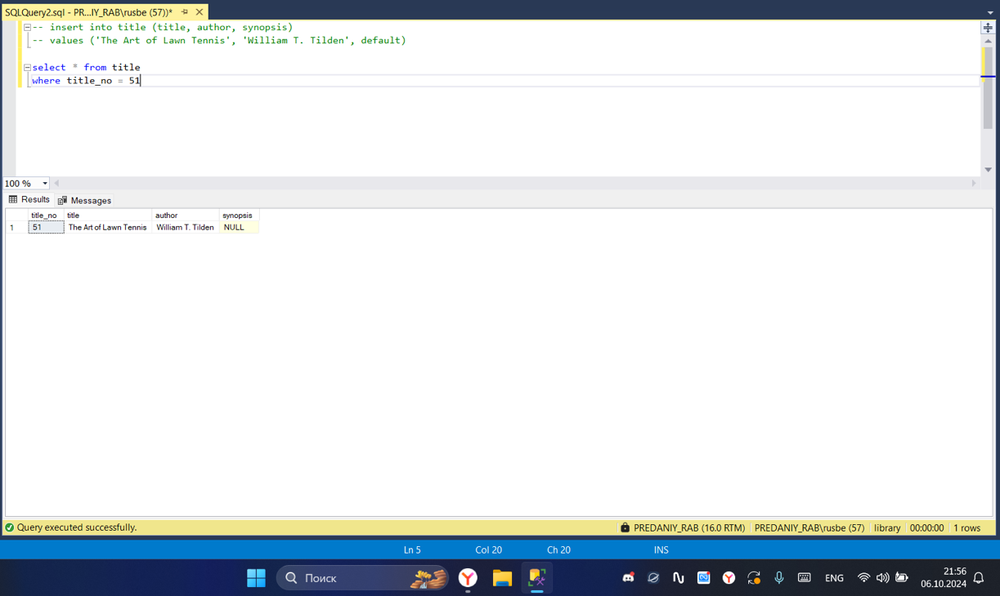 SQLQuery2.sql - PR...IY_RAB\rusbe (57))*
-- insert into title (title, author, synopsis)
-- values ('The Art of Lawn Tennis', 'William T. Tilden', default)
select * from title
where title_no = 51
100 %
Results Messages
title_no title author synopsis
1 51 The Art of Lawn Tennis William T. Tilden NULL
Query executed successfully. PREDANIY_RAB (16.0 RTM) PREDANIY_RAB\rusbe (57) library 00:00:00 1 rows
Ln 5 Col 20 Ch 20 INS
Поиск ENG 21:56
06.10.2024